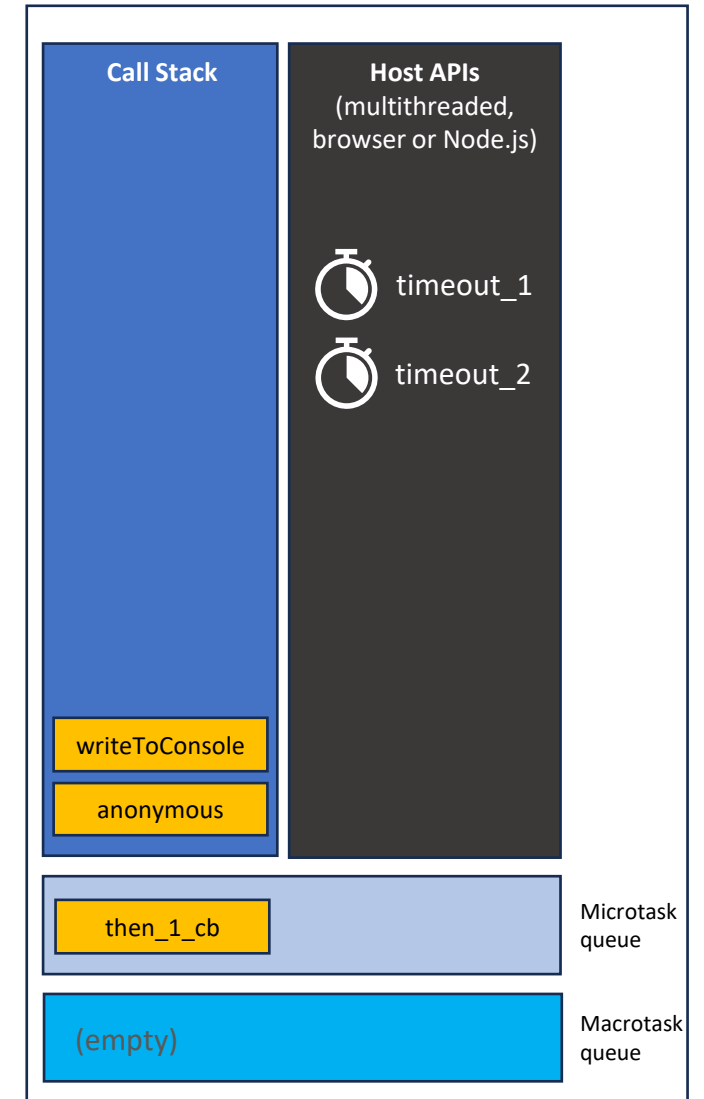 Call Stack
Host APIs
(multithreaded,
browser or Node.js)
timeout_1
timeout_2
writeToConsole
anonymous
then_1_cb
Microtask
queue
(empty)
Macrotask
queue